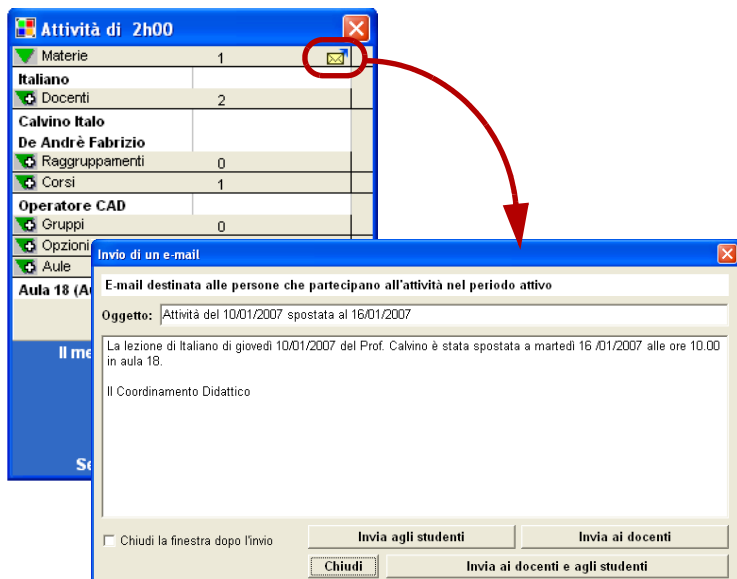 Attività di 2h00
Materie 1
Italiano
Docenti 2
Calvino Italo
De Andrè Fabrizio
Raggruppamenti 0
Corsi 1
Operatore CAD
Gruppi 0
Opzioni
Aule
Aula 18 (A
Il me
Se
Invio di un e-mail
E-mail destinata alle persone che partecipano all'attività nel periodo attivo
Oggetto: Attività del 10/01/2007 spostata al 16/01/2007
La lezione di Italiano di giovedì 10/01/2007 del Prof. Calvino è stata spostata a martedì 16 /01/2007 alle ore 10.00
in aula 18.
Il Coordinamento Didattico
Chiudi la finestra dopo l'invio
Invia agli studenti
Invia ai docenti
Chiudi
Invia ai docenti e agli studenti